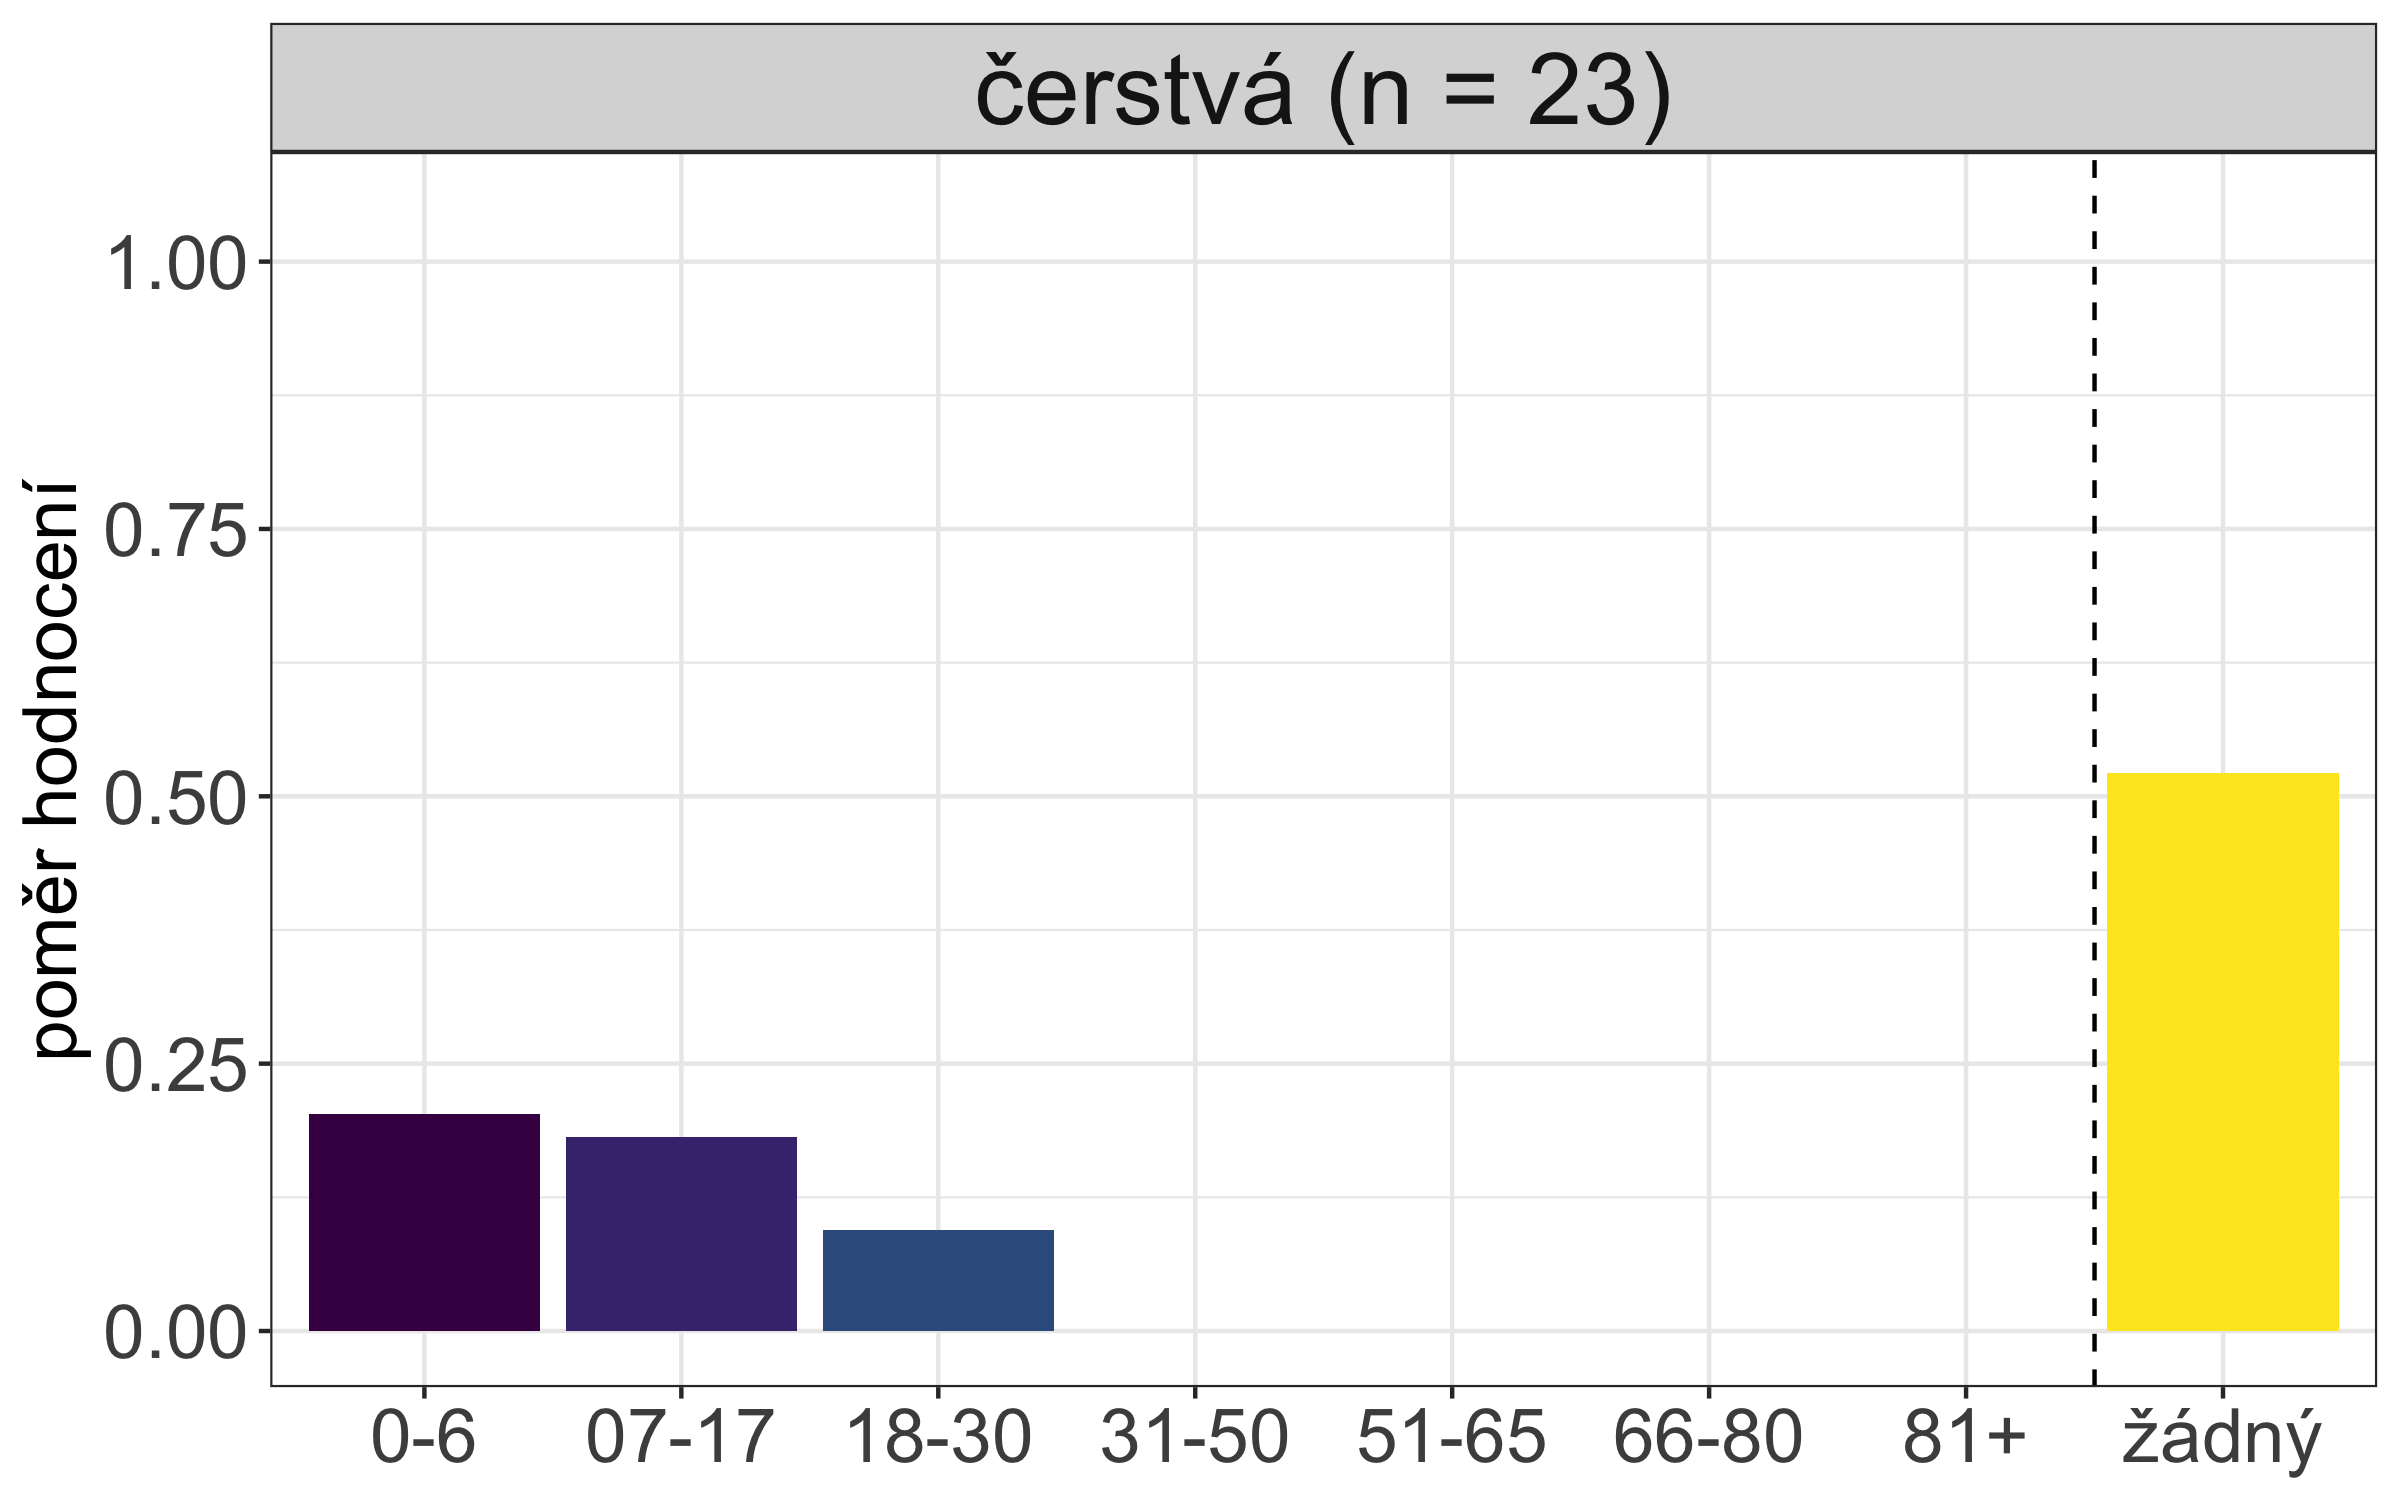 čerstvá (n = 23)
poměr hodnocení
1.00
0.75
0.50
0.25
0.00
0-6 07-17 18-30 31-50 51-65 66-80 81+ žádný